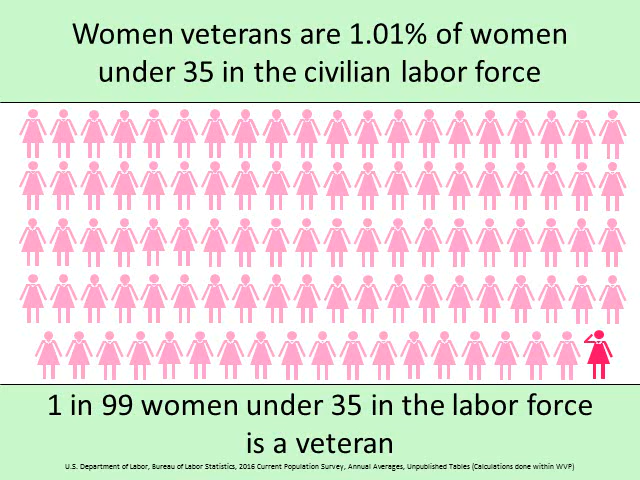 Women veterans are 1.01% of women
under 35 in the civilian labor force
1 in 99 women under 35 in the labor force
is a veteran
U.S. Department of Labor, Bureau of Labor Statistics, 2016 Current Population Survey, Annual Averages, Unpublished Tables (Calculations done within WVP)